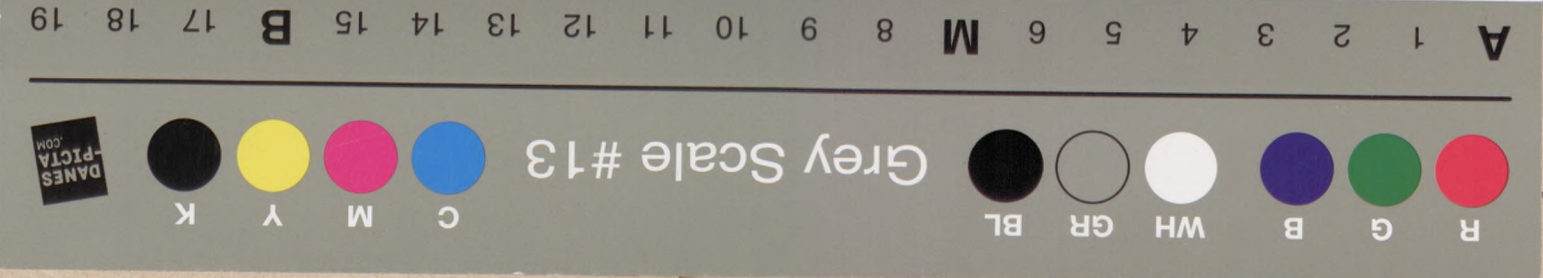 R G B WH GR BL Grey Scale #13 C M Y K
DANES
-PICTA
.COM
A 1 2 3 4 5 6 M 8 9 10 11 12 13 14 15 B 17 18 19